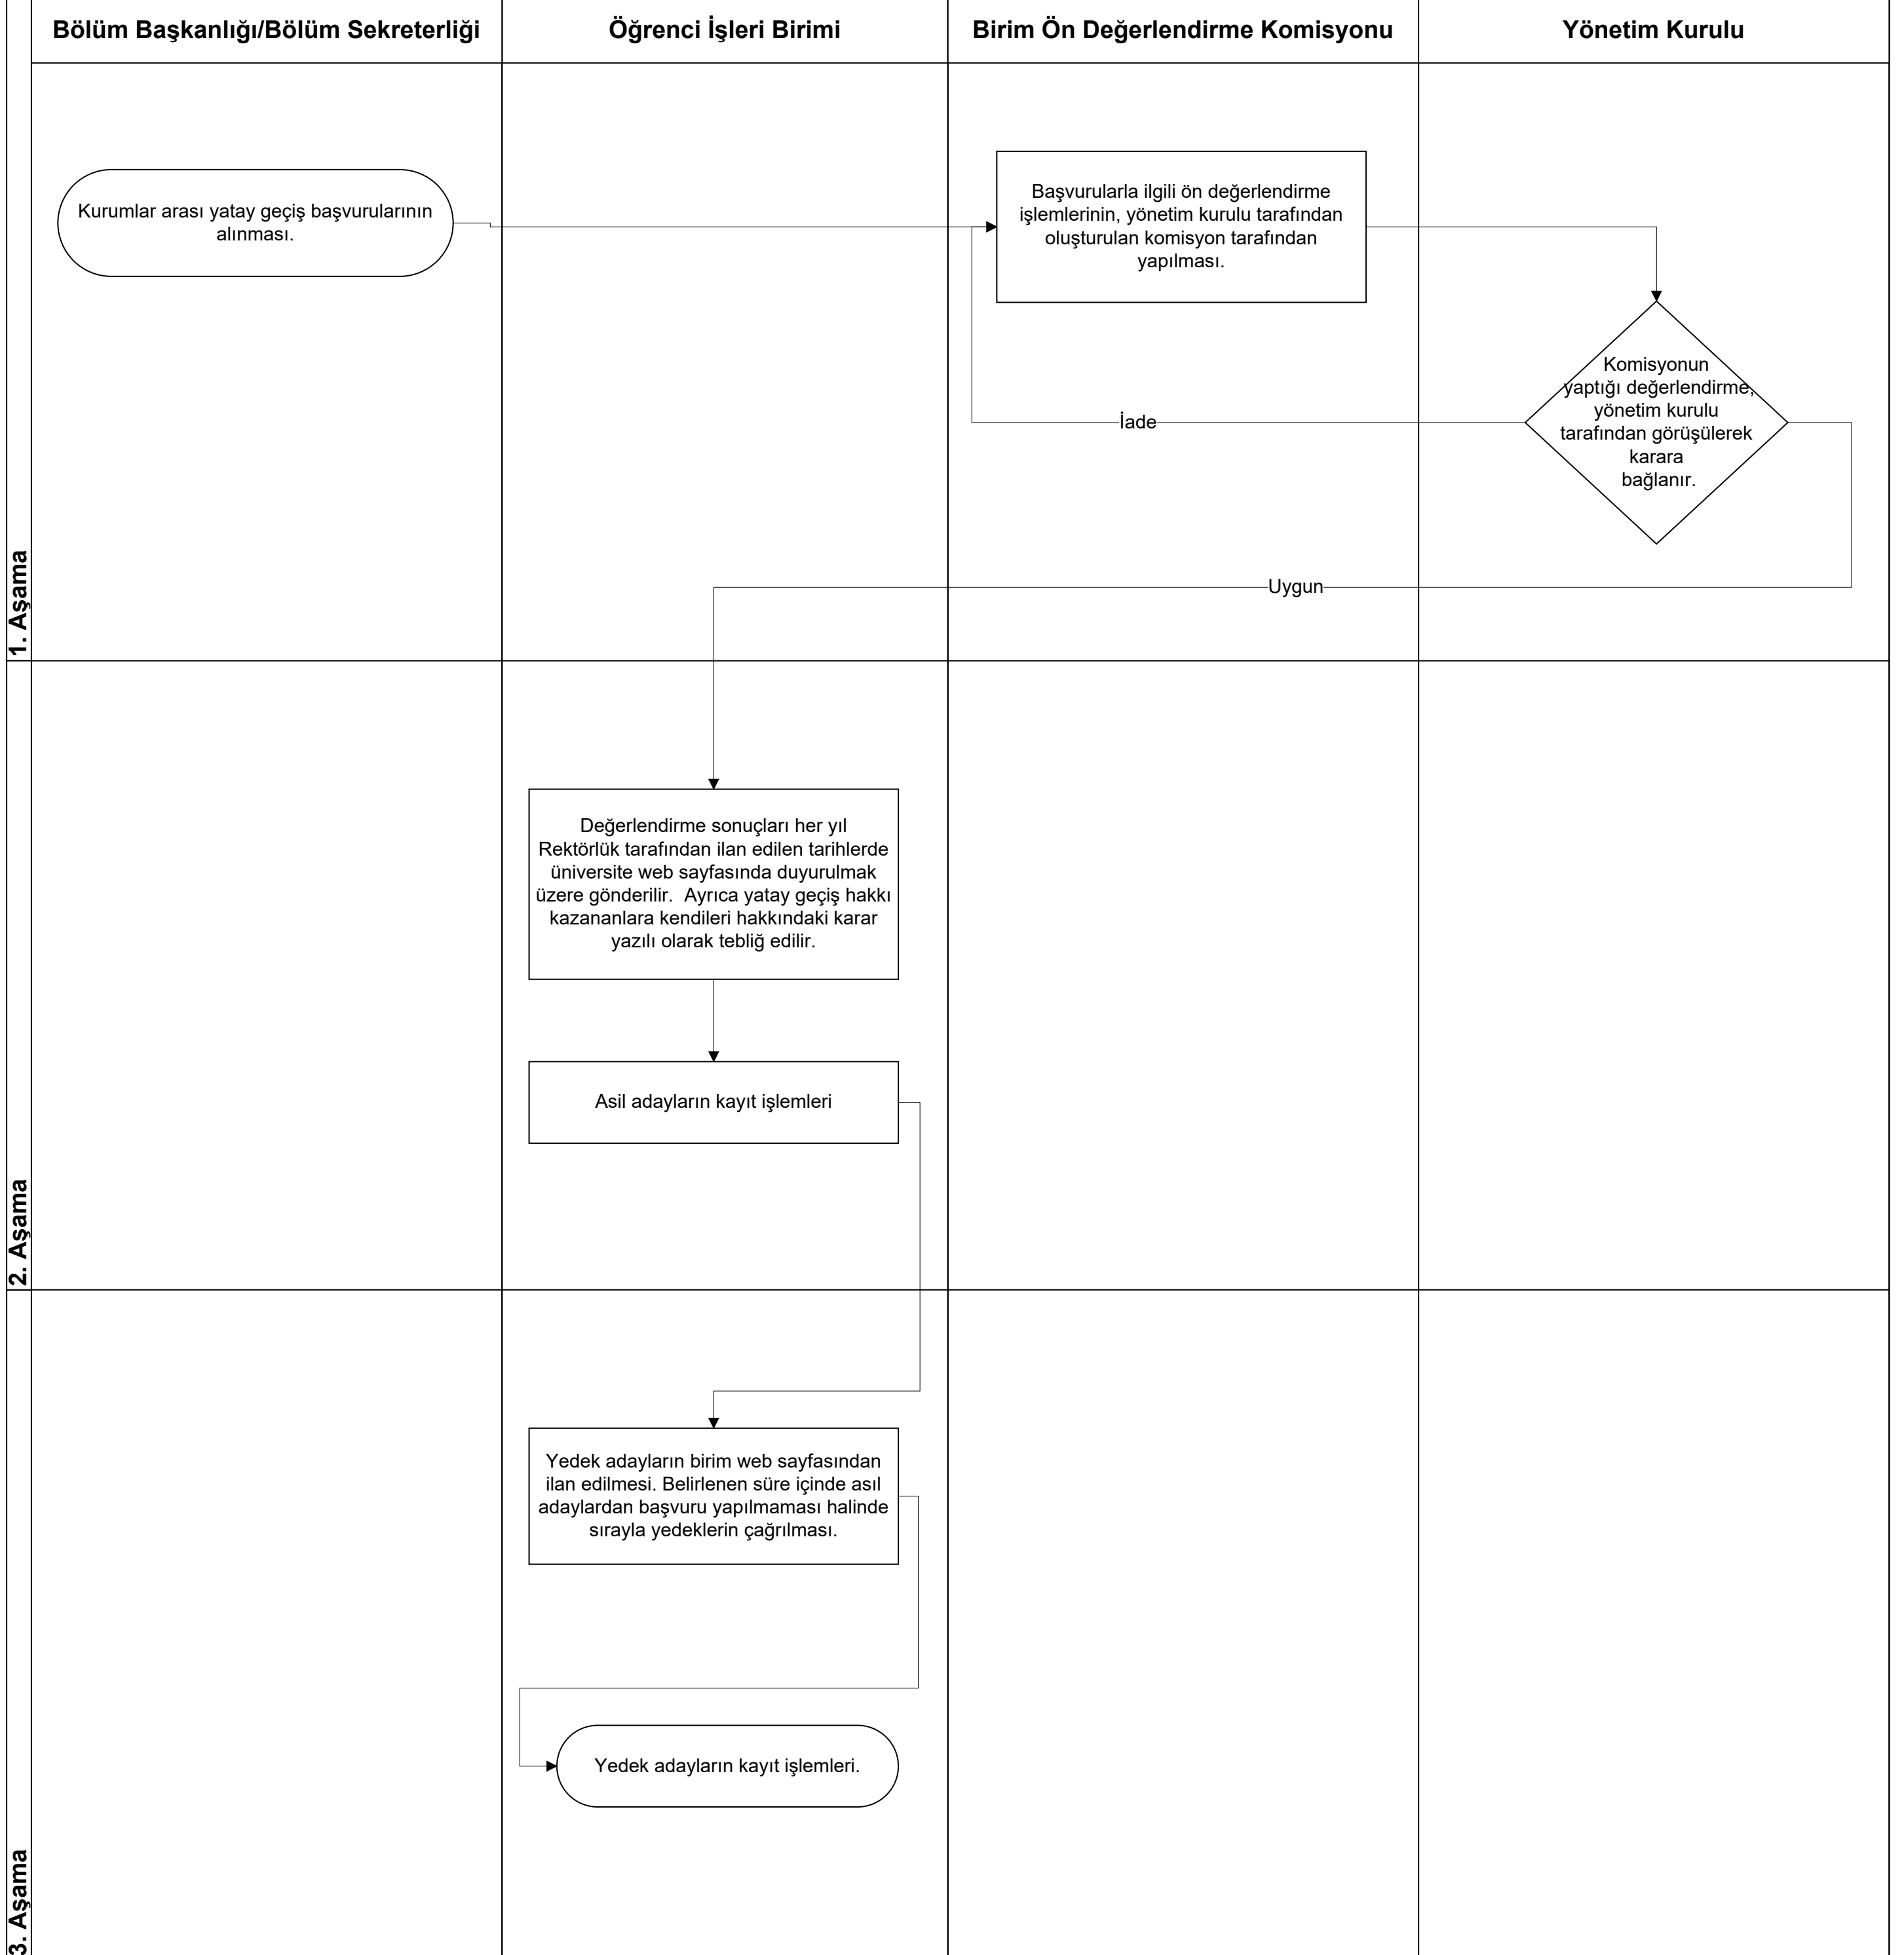 Bölüm Başkanlığı/Bölüm Sekreterliği
Öğrenci İşleri Birimi
Birim Ön Değerlendirme Komisyonu
Yönetim Kurulu
1. Aşama
Kurumlar arası yatay geçiş başvurularının
alınması.
Başvurularla ilgili ön değerlendirme
işlemlerinin, yönetim kurulu tarafından
oluşturulan komisyon tarafından
yapılması.
Komisyonun
yaptığı değerlendirme,
yönetim kurulu
tarafından görüşülerek
karara
bağlanır.
İade
Uygun
2. Aşama
Değerlendirme sonuçları her yıl
Rektörlük tarafından ilan edilen tarihlerde
üniversite web sayfasında duyurulmak
üzere gönderilir.  Ayrıca yatay geçiş hakkı
kazananlara kendileri hakkındaki karar
yazılı olarak tebliğ edilir.
Asil adayların kayıt işlemleri
3. Aşama
Yedek adayların birim web sayfasından
ilan edilmesi. Belirlenen süre içinde asıl
adaylardan başvuru yapılmaması halinde
sırayla yedeklerin çağrılması.
Yedek adayların kayıt işlemleri.